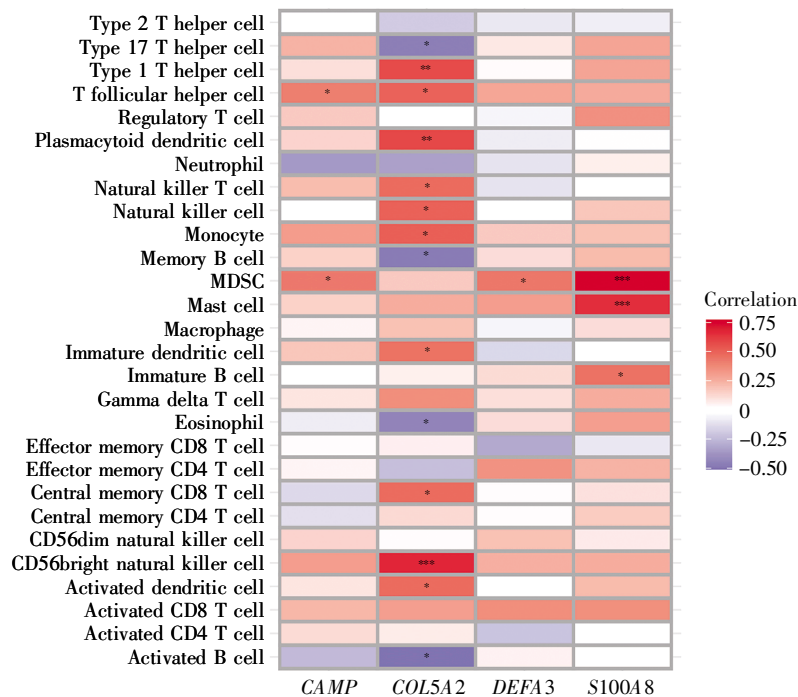 Type 2 T helper cell
Type 17 T helper cell *
Type 1 T helper cell **
T follicular helper cell * *
Regulatory T cell
Plasmacytoid dendritic cell **
Neutrophil
Natural killer T cell *
Natural killer cell *
Monocyte *
Memory B cell *
MDSC * * ***
Mast cell ***
Macrophage
Immature dendritic cell *
Immature B cell *
Gamma delta T cell
Eosinophil *
Effector memory CD8 T cell
Effector memory CD4 T cell
Central memory CD8 T cell *
Central memory CD4 T cell
CD56dim natural killer cell
CD56bright natural killer cell ***
Activated dendritic cell *
Activated CD8 T cell
Activated CD4 T cell
Activated B cell *
CAMP COL5A2 DEFA3 S100A8
Correlation
0.75
0.50
0.25
0
−0.25
−0.50